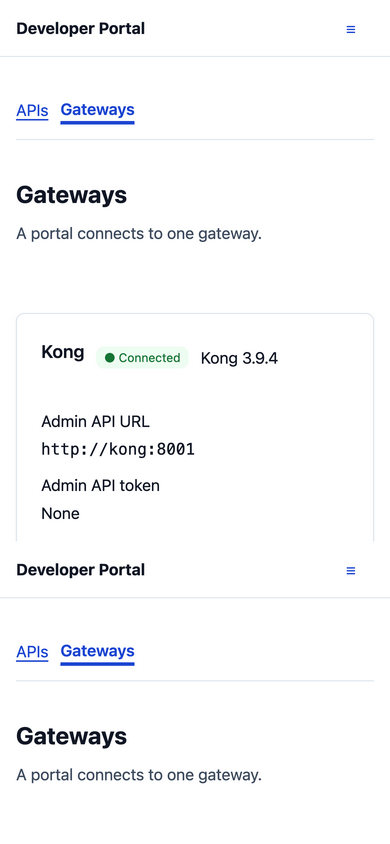 Developer Portal ≡
APIs Gateways
Gateways
A portal connects to one gateway.
Kong Connected Kong 3.9.4
Admin API URL
http://kong:8001
Admin API token
None
Developer Portal ≡
APIs Gateways
Gateways
A portal connects to one gateway.